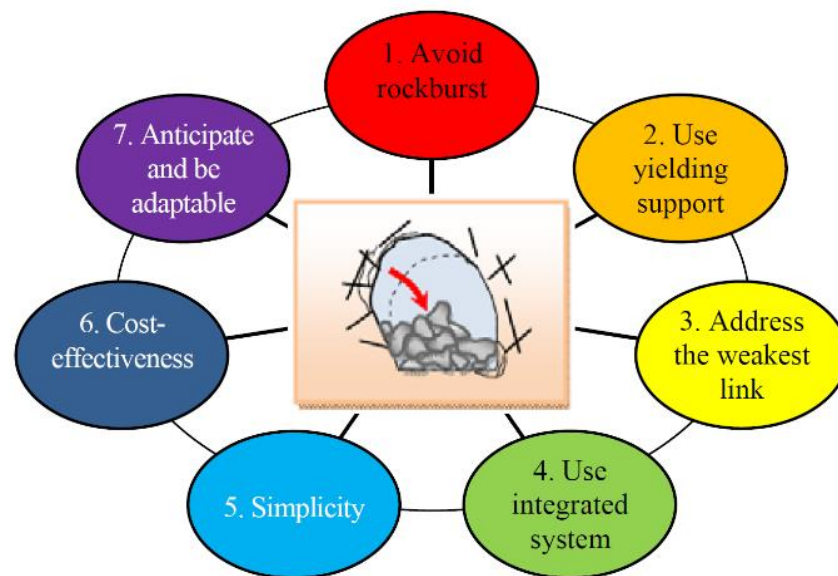 1. Avoid
rockburst
2. Use
yielding
support
3. Address
the weakest
link
4. Use
integrated
system
5. Simplicity
6. Cost-
effectiveness
7. Anticipate
and be
adaptable